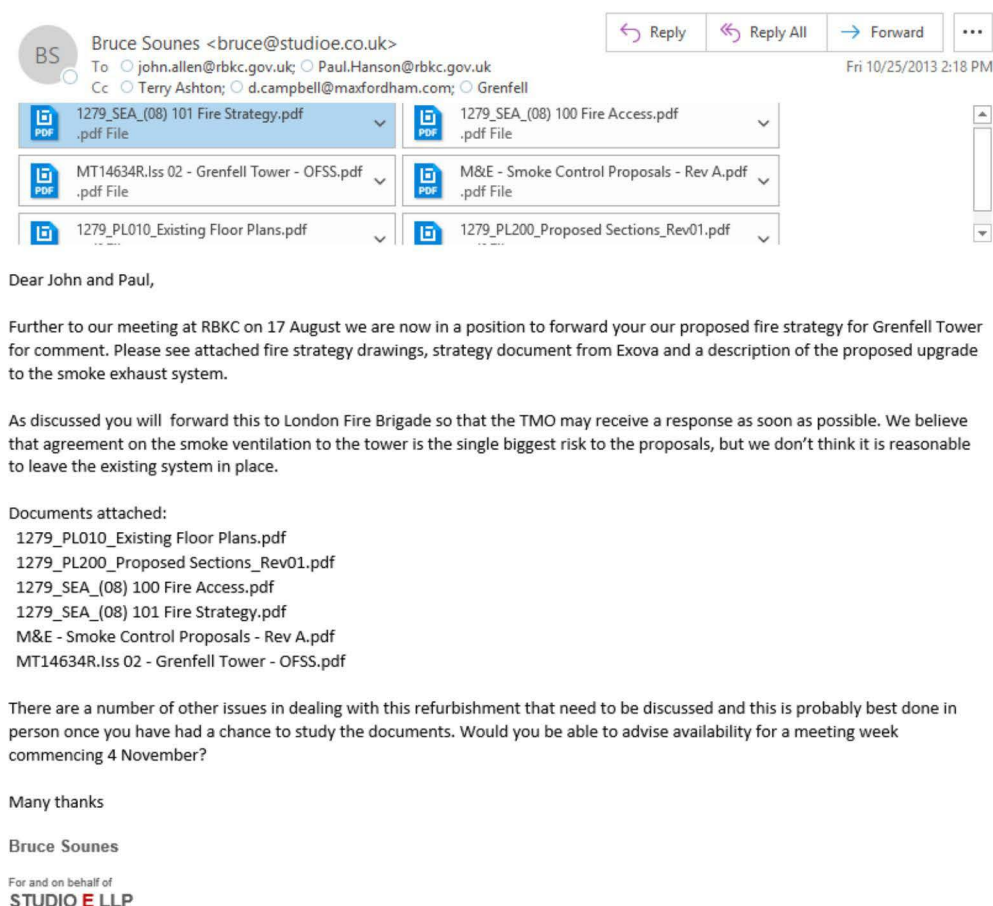 BS
Bruce Sounes <bruce@studioe.co.uk>
Reply
Reply All
Forward
...
To john.allen@rbkc.gov.uk; Paul.Hanson@rbkc.gov.uk
Fri 10/25/2013 2:18 PM
Cc Terry Ashton; d.campbell@maxfordham.com; Grenfell
PDF
1279_SEA_(08) 101 Fire Strategy.pdf
.pdf File
PDF
1279_SEA_(08) 100 Fire Access.pdf
.pdf File
PDF
MT14634R.Iss 02 - Grenfell Tower - OFSS.pdf
.pdf File
PDF
M&E - Smoke Control Proposals - Rev A.pdf
.pdf File
1279_PL010_Existing Floor Plans.pdf
1279_PL200_Proposed Sections_Rev01.pdf
Dear John and Paul,
Further to our meeting at RBKC on 17 August we are now in a position to forward your our proposed fire strategy for Grenfell Tower
for comment. Please see attached fire strategy drawings, strategy document from Exova and a description of the proposed upgrade
to the smoke exhaust system.
As discussed you will  forward this to London Fire Brigade so that the TMO may receive a response as soon as possible. We believe
that agreement on the smoke ventilation to the tower is the single biggest risk to the proposals, but we don't think it is reasonable
to leave the existing system in place.
Documents attached:
1279_PL010_Existing Floor Plans.pdf
1279_PL200_Proposed Sections_Rev01.pdf
1279_SEA_(08) 100 Fire Access.pdf
1279_SEA_(08) 101 Fire Strategy.pdf
M&E - Smoke Control Proposals - Rev A.pdf
MT14634R.Iss 02 - Grenfell Tower - OFSS.pdf
There are a number of other issues in dealing with this refurbishment that need to be discussed and this is probably best done in
person once you have had a chance to study the documents. Would you be able to advise availability for a meeting week
commencing 4 November?
Many thanks
Bruce Sounes
For and on behalf of
STUDIO E LLP